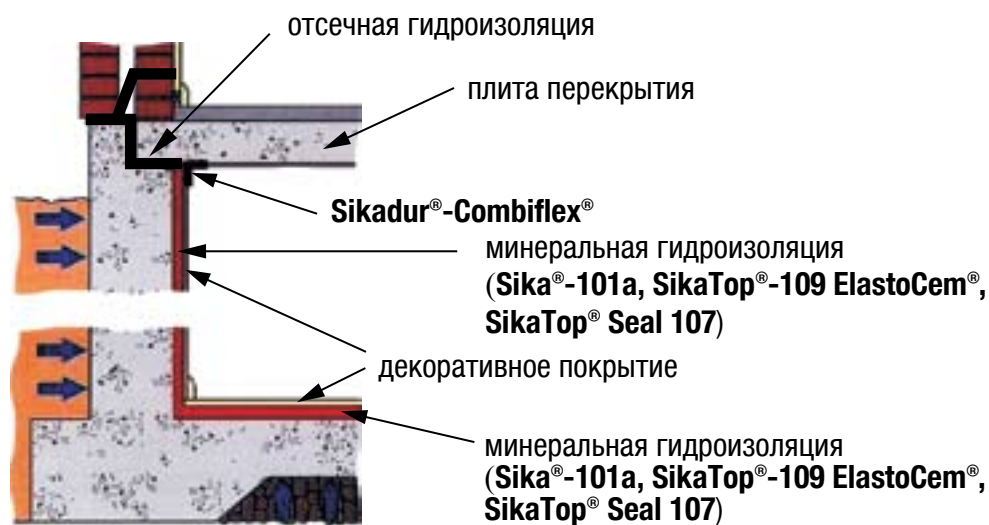 отсечная гидроизоляция
плита перекрытия
Sikadur®-Combiflex®
минеральная гидроизоляция
(Sika®-101a, SikaTop®-109 ElastoCem®,
SikaTop® Seal 107)
декоративное покрытие
минеральная гидроизоляция
(Sika®-101a, SikaTop®-109 ElastoCem®,
SikaTop® Seal 107)